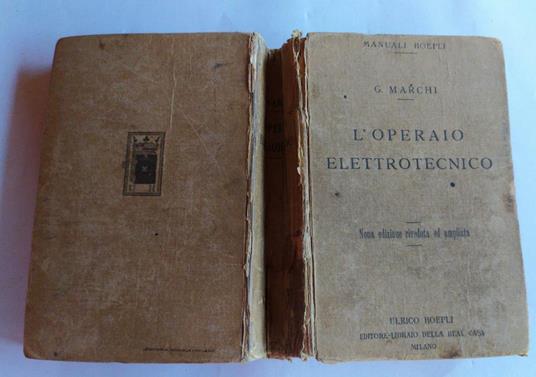 MANUALI HOEPLI
G. MARCHI
L'OPERAIO
ELETTROTECNICO
Nona edizione riveduta ed ampliata
ULRICO HOEPLI
EDITORE-LIBRAIO DELLA REAL CASA
MILANO